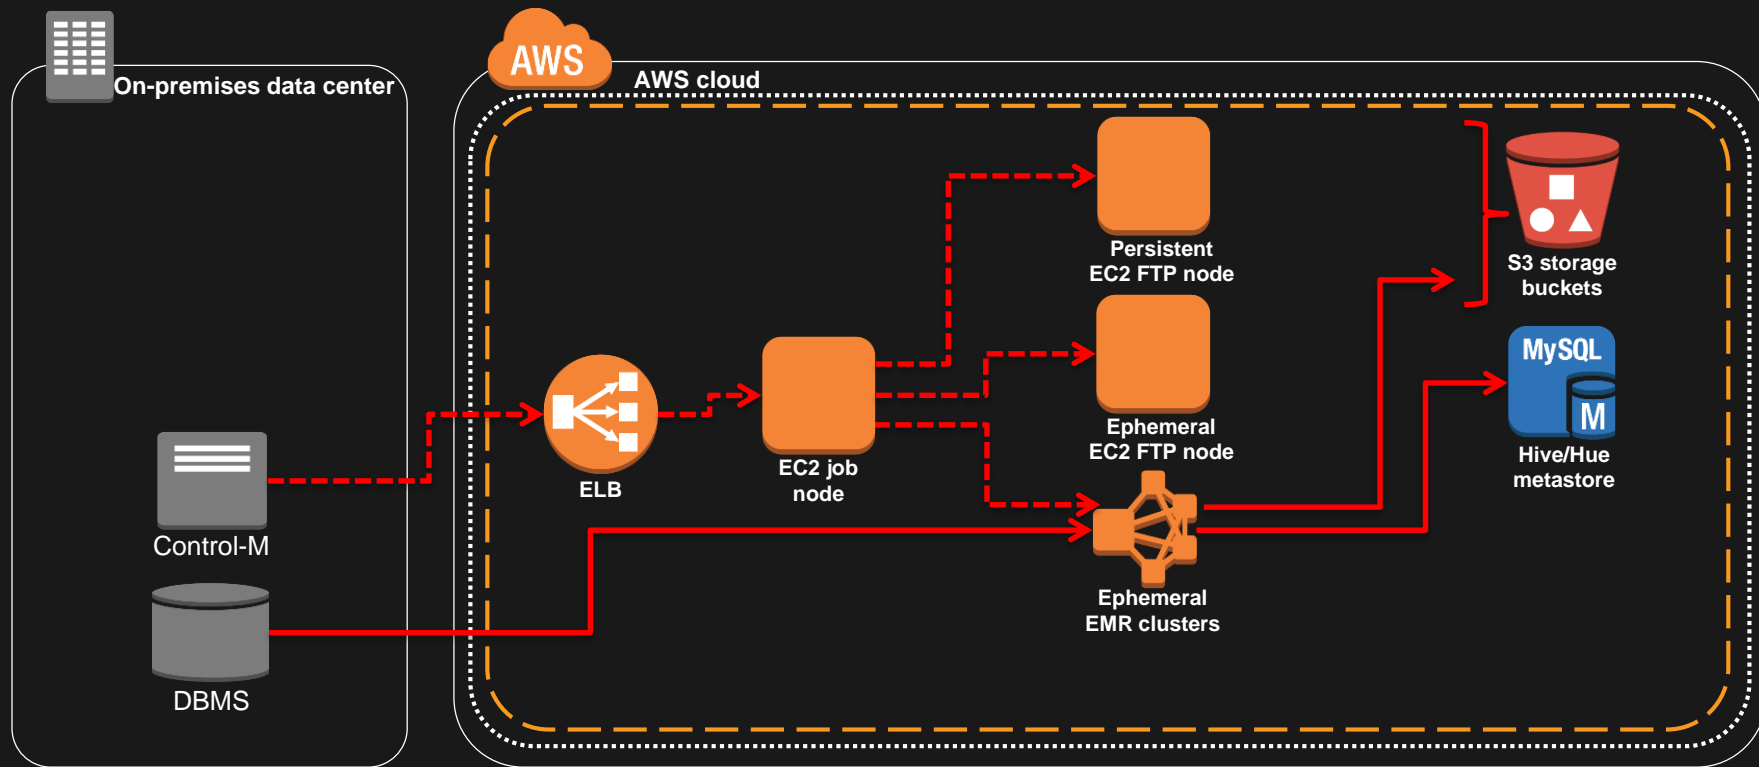 On-premises data center
AWS
AWS cloud
Persistent
EC2 FTP node
S3 storage
buckets
MySQL
M
Ephemeral
EC2 FTP node
Hive/Hue
metastore
EC2 job
node
ELB
Control-M
Ephemeral
EMR clusters
DBMS